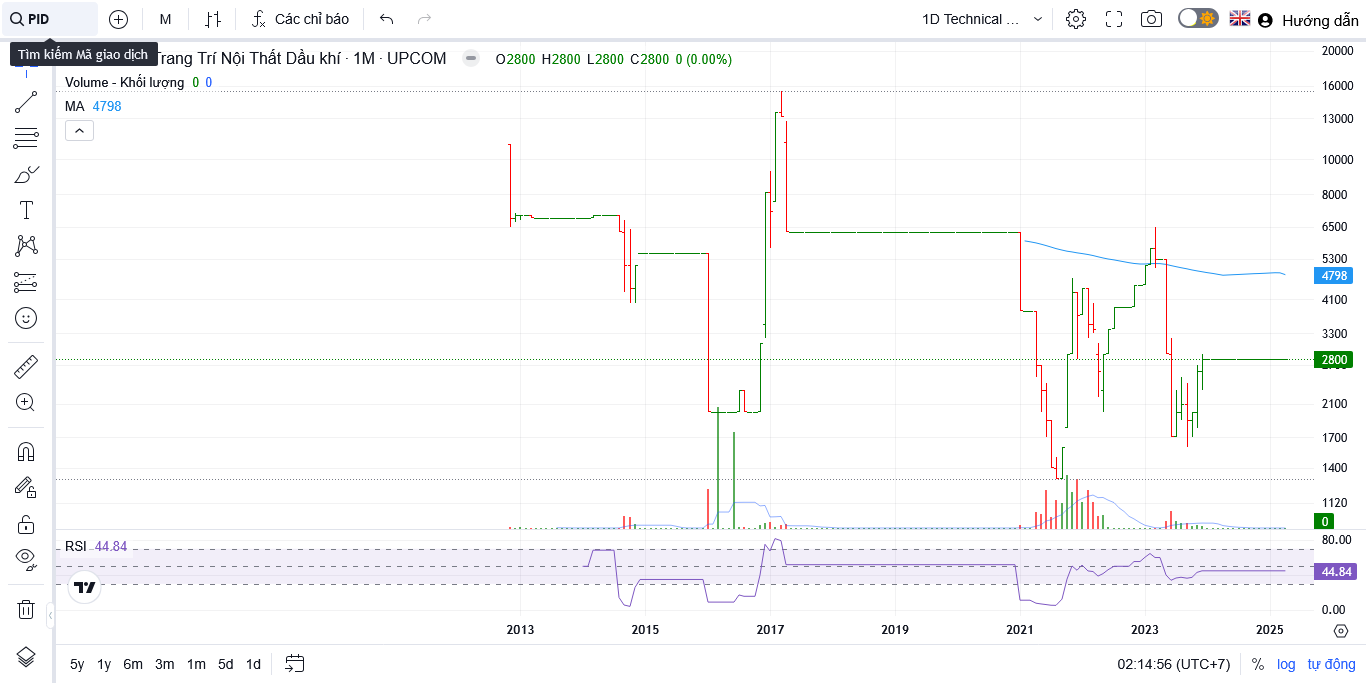 PID M Các chỉ báo 1D Technical ... Hướng dẫn
Tìm kiếm Mã giao dịch
Trang Trí Nội Thất Dầu khí · 1M · UPCOM O2800 H2800 L2800 C2800 0 (0.00%)
Volume - Khối lượng 0 0
MA 4798
20000
16000
13000
10000
8000
6500
5300
4798
4100
3300
2800
2100
1700
1400
1120
0
RSI 44.84
80.00
44.84
0.00
2013 2015 2017 2019 2021 2023 2025
5y 1y 6m 3m 1m 5d 1d 02:14:56 (UTC+7) % log tự động